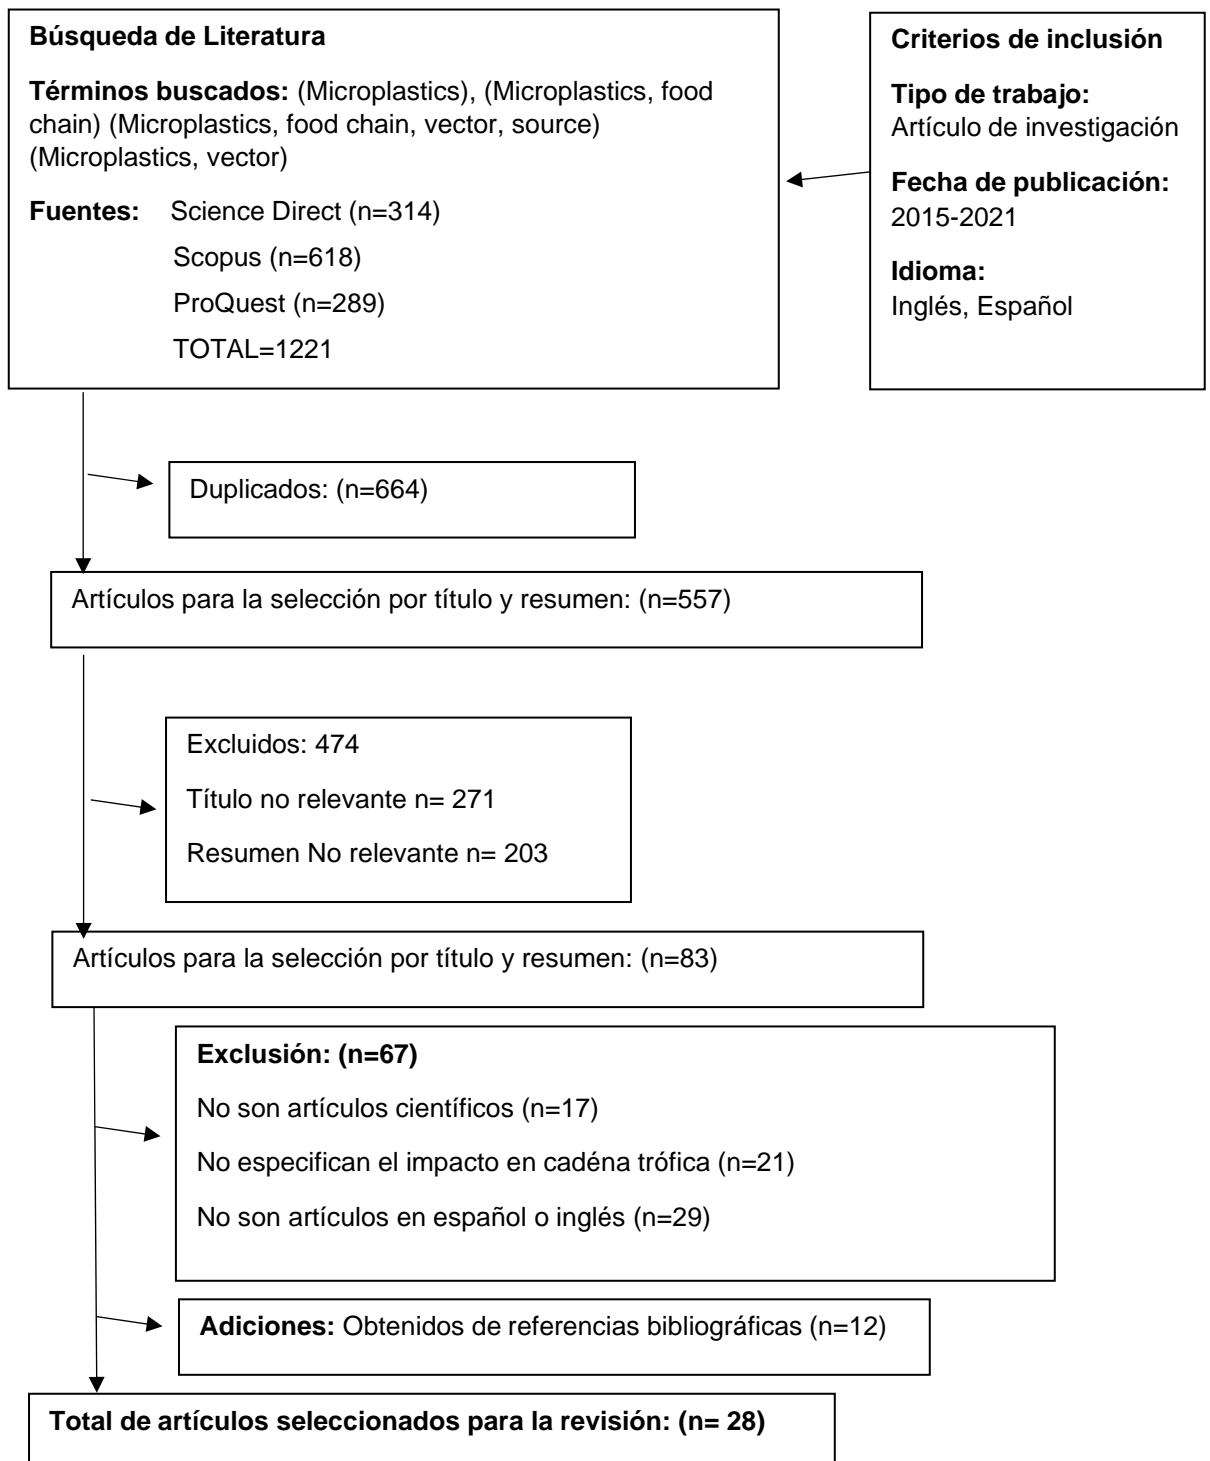 Búsqueda de Literatura
Términos buscados: (Microplastics), (Microplastics, food
chain) (Microplastics, food chain, vector, source)
(Microplastics, vector)
Fuentes: Science Direct (n=314)
Scopus (n=618)
ProQuest (n=289)
TOTAL=1221
Criterios de inclusión
Tipo de trabajo:
Artículo de investigación
Fecha de publicación:
2015-2021
Idioma:
Inglés, Español
Duplicados: (n=664)
Artículos para la selección por título y resumen: (n=557)
Excluidos: 474
Título no relevante n= 271
Resumen No relevante n= 203
Artículos para la selección por título y resumen: (n=83)
Exclusión: (n=67)
No son artículos científicos (n=17)
No especifican el impacto en cadéna trófica (n=21)
No son artículos en español o inglés (n=29)
Adiciones: Obtenidos de referencias bibliográficas (n=12)
Total de artículos seleccionados para la revisión: (n= 28)